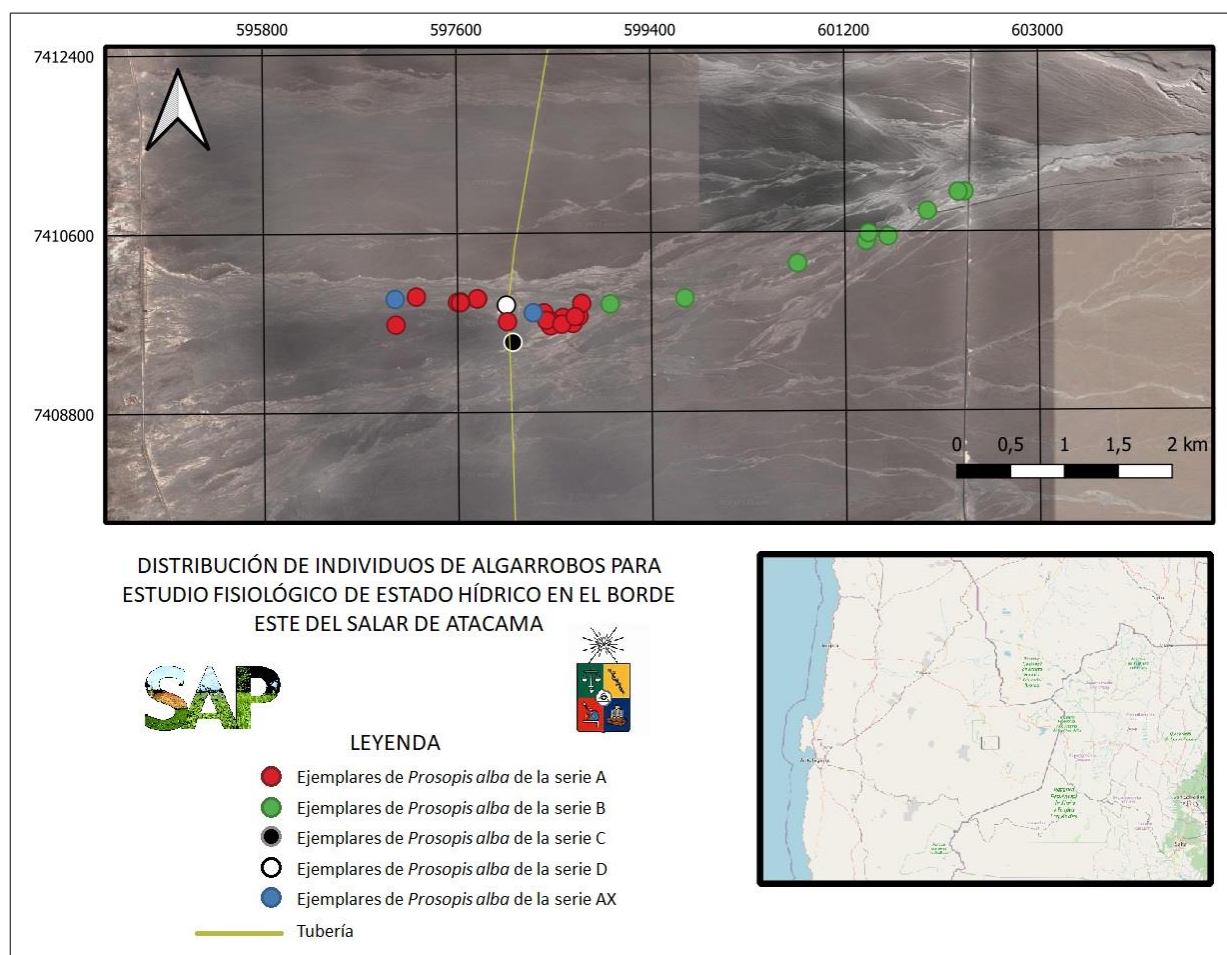 595800 597600 599400 601200 603000
7412400
7410600
7408800
0 0,5 1 1,5 2 km
DISTRIBUCIÓN DE INDIVIDUOS DE ALGARROBOS PARA
ESTUDIO FISIOLÓGICO DE ESTADO HÍDRICO EN EL BORDE
ESTE DEL SALAR DE ATACAMA
SAP
LEYENDA
Ejemplares de Prosopis alba de la serie A
Ejemplares de Prosopis alba de la serie B
Ejemplares de Prosopis alba de la serie C
Ejemplares de Prosopis alba de la serie D
Ejemplares de Prosopis alba de la serie AX
Tubería
Salta